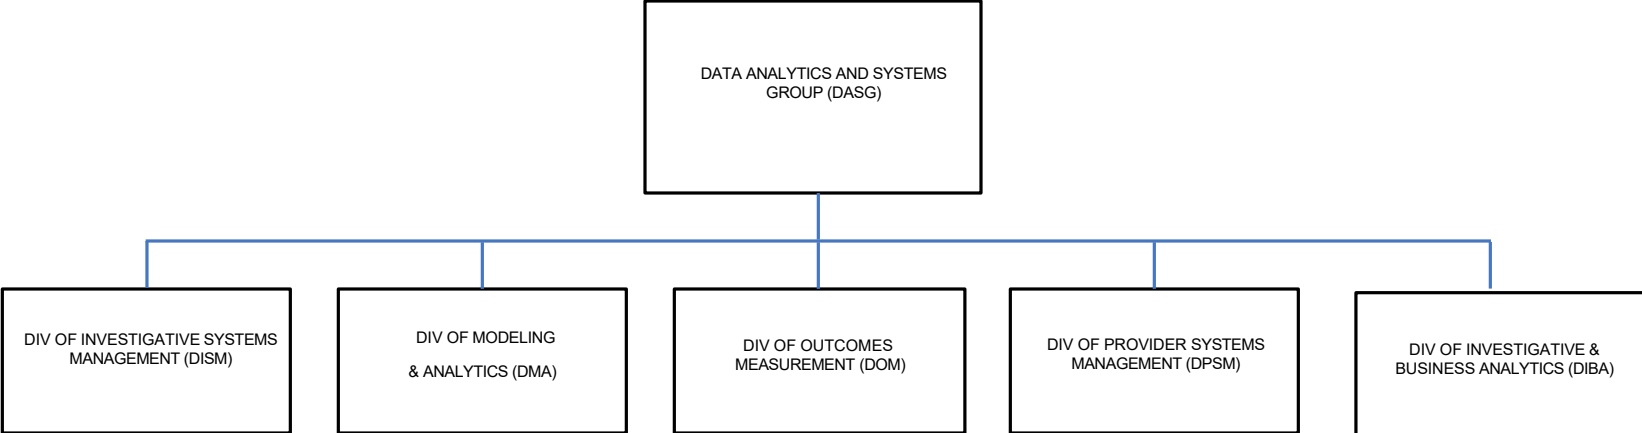 DATA ANALYTICS AND SYSTEMS
GROUP (DASG)
DIV OF INVESTIGATIVE SYSTEMS
MANAGEMENT (DISM)
DIV OF MODELING
& ANALYTICS (DMA)
DIV OF OUTCOMES
MEASUREMENT (DOM)
DIV OF PROVIDER SYSTEMS
MANAGEMENT (DPSM)
DIV OF INVESTIGATIVE &
BUSINESS ANALYTICS (DIBA)